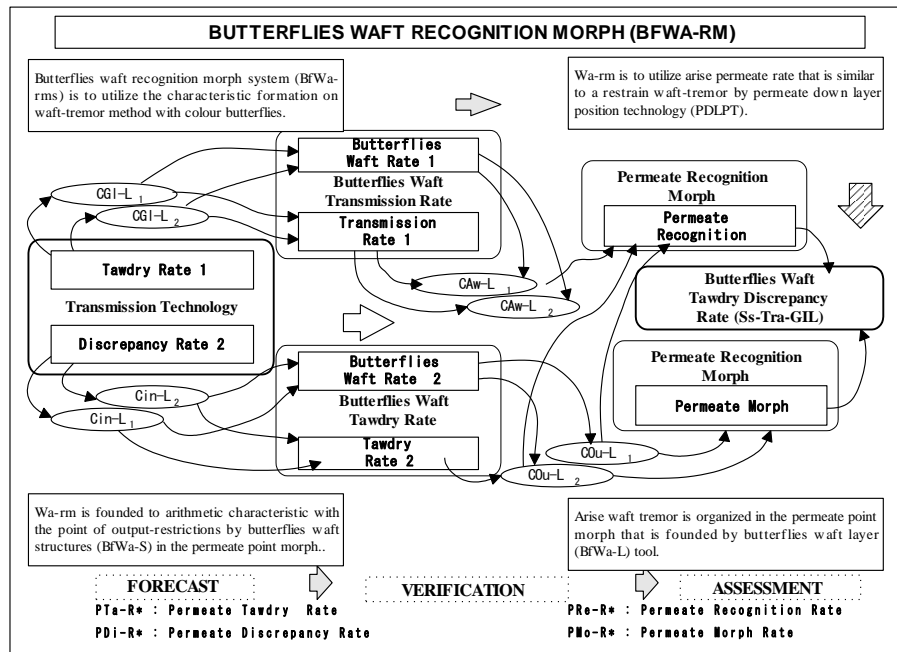 BUTTERFLIES WAFT RECOGNITION MORPH (BFWA-RM)
Butterflies waft recognition morph system (BfWa-
rms) is to utilize the characteristic formation on
waft-tremor method with colour butterflies.
Wa-rm is to utilize arise permeate rate that is similar
to a restrain waft-tremor by permeate down layer
position technology (PDLPT).
Butterflies
Waft Rate 1
Butterflies Waft
Transmission Rate
Transmission
Rate 1
CGl-L 1
CGl-L 2
Tawdry Rate 1
Transmission Technology
Discrepancy Rate 2
Cin-L 2
Cin-L 1
CAw-L 1
CAw-L 2
Butterflies
Waft Rate 2
Butterflies Waft
Tawdry Rate
Tawdry
Rate 2
Permeate Recognition
Morph
Permeate
Recognition
Butterflies Waft
Tawdry Discrepancy
Rate (Ss-Tra-GIL)
Permeate Recognition
Morph
Permeate Morph
COu-L 1
COu-L 2
Wa-rm is founded to arithmetic characteristic with
the point of output-restrictions by butterflies waft
structures (BfWa-S) in the permeate point morph..
Arise waft tremor is organized in the permeate point
morph that is founded by butterflies waft layer
(BfWa-L) tool.
FORECAST
VERIFICATION
ASSESSMENT
PTa-R* : Permeate Tawdry Rate
PDi-R* : Permeate Discrepancy Rate
PRe-R* : Permeate Recognition Rate
PMo-R* : Permeate Morph Rate